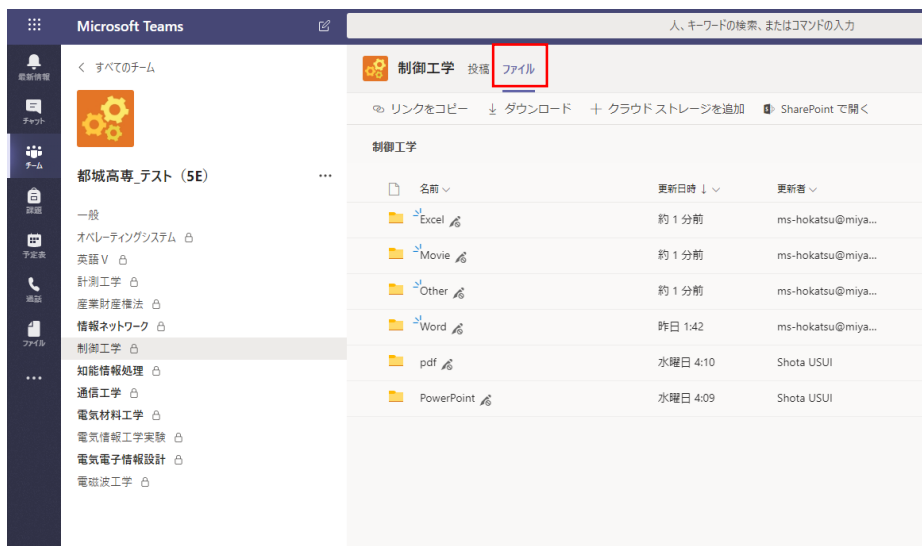 Microsoft Teams
人、キーワードの検索、またはコマンドの入力
最新情報
チャット
チーム
課題
予定表
通話
ファイル
く すべてのチーム
都城高専_テスト（5E）
一般
オペレーティングシステム
英語 V
計測工学
産業財産権法
情報ネットワーク
制御工学
知能情報処理
通信工学
電気材料工学
電気情報工学実験
電気電子情報設計
電磁波工学
制御工学 投稿 ファイル
リンクをコピー ↓ ダウンロード ＋ クラウド ストレージを追加 SharePoint で開く
制御工学
名前 更新日時 ↓ 更新者
Excel 約 1 分前 ms-hokatsu@miya...
Movie 約 1 分前 ms-hokatsu@miya...
Other 約 1 分前 ms-hokatsu@miya...
Word 昨日 1:42 ms-hokatsu@miya...
pdf 水曜日 4:10 Shota USUI
PowerPoint 水曜日 4:09 Shota USUI